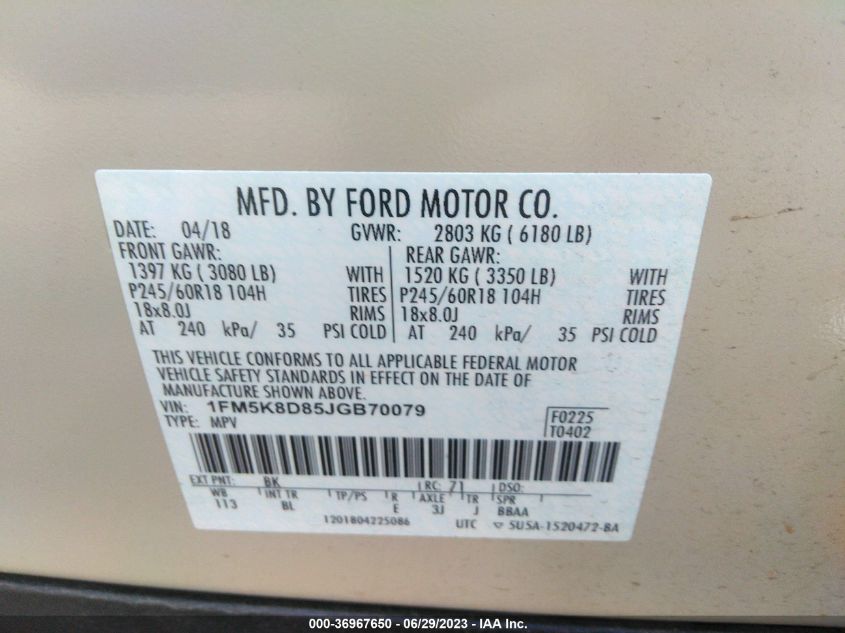 MFD. BY FORD MOTOR CO.
DATE: 04/18 GVWR: 2803 KG ( 6180 LB)
FRONT GAWR: REAR GAWR:
1397 KG ( 3080 LB) WITH 1520 KG ( 3350 LB) WITH
P245/60R18 104H TIRES P245/60R18 104H TIRES
18x8.0J RIMS 18x8.0J RIMS
AT 240 kPa/ 35 PSI COLD AT 240 kPa/ 35 PSI COLD
THIS VEHICLE CONFORMS TO ALL APPLICABLE FEDERAL MOTOR
VEHICLE SAFETY STANDARDS IN EFFECT ON THE DATE OF
MANUFACTURE SHOWN ABOVE.
VIN: 1FM5K8D85JGB70079 F0225
TYPE: MPV T0402
EXT PNT: BK RC: 71 DSO:
WB INT TR TP/PS R AXLE TR SPR
113 BL E 3J J BBAA
1201804225086 UTC ▽ 5U5A-1520472-BA
000-36967650 - 06/29/2023 - IAA Inc.